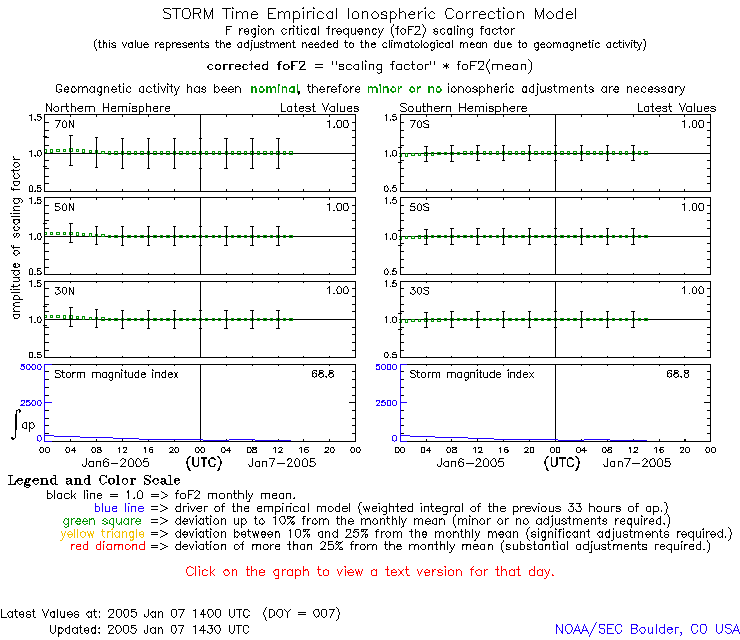 STORM Time Empirical Ionospheric Correction Model
F region critical frequency (foF2) scaling factor
(this value represents the adjustment needed to the climatological mean due to geomagnetic activity)
corrected foF2 = "scaling factor" * foF2(mean)
Geomagnetic activity has been nominal, therefore minor or no ionospheric adjustments are necessary
Northern Hemisphere Latest Values Southern Hemisphere Latest Values
1.5 70N 1.00 1.5 70S 1.00
1.0 1.0
0.5 0.5
1.5 50N 1.00 1.5 50S 1.00
1.0 1.0
0.5 0.5
1.5 30N 1.00 1.5 30S 1.00
1.0 1.0
0.5 0.5
amplitude of scaling factor
5000 Storm magnitude index 68.8 5000 Storm magnitude index 68.8
2500 2500
0 0
∫ap
00 04 08 12 16 20 00 04 08 12 16 20 00 00 04 08 12 16 20 00 04 08 12 16 20 00
Jan6-2005 (UTC) Jan7-2005 Jan6-2005 (UTC) Jan7-2005
Legend and Color Scale
black line = 1.0 => foF2 monthly mean.
blue line => driver of the empirical model (weighted integral of the previous 33 hours of ap.)
green square => deviation up to 10% from the monthly mean (minor or no adjustments required.)
yellow triangle => deviation between 10% and 25% from the monthly mean (significant adjustments required.)
red diamond => deviation of more than 25% from the monthly mean (substantial adjustments required.)
Click on the graph to view a text version for that day.
Latest Values at: 2005 Jan 07 1400 UTC (DOY = 007)
Updated: 2005 Jan 07 1430 UTC
NOAA/SEC Boulder, CO USA